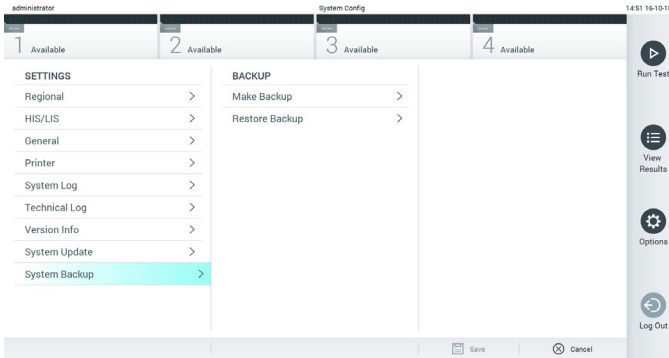 administrator System Config 14:51 16-10-18
--:-- --:-- --:-- --:--
1 Available 2 Available 3 Available 4 Available
Run Test
SETTINGS
Regional
HIS/LIS
General
Printer
System Log
Technical Log
Version Info
System Update
System Backup
BACKUP
Make Backup
Restore Backup
View
Results
Options
Log Out
Save Cancel